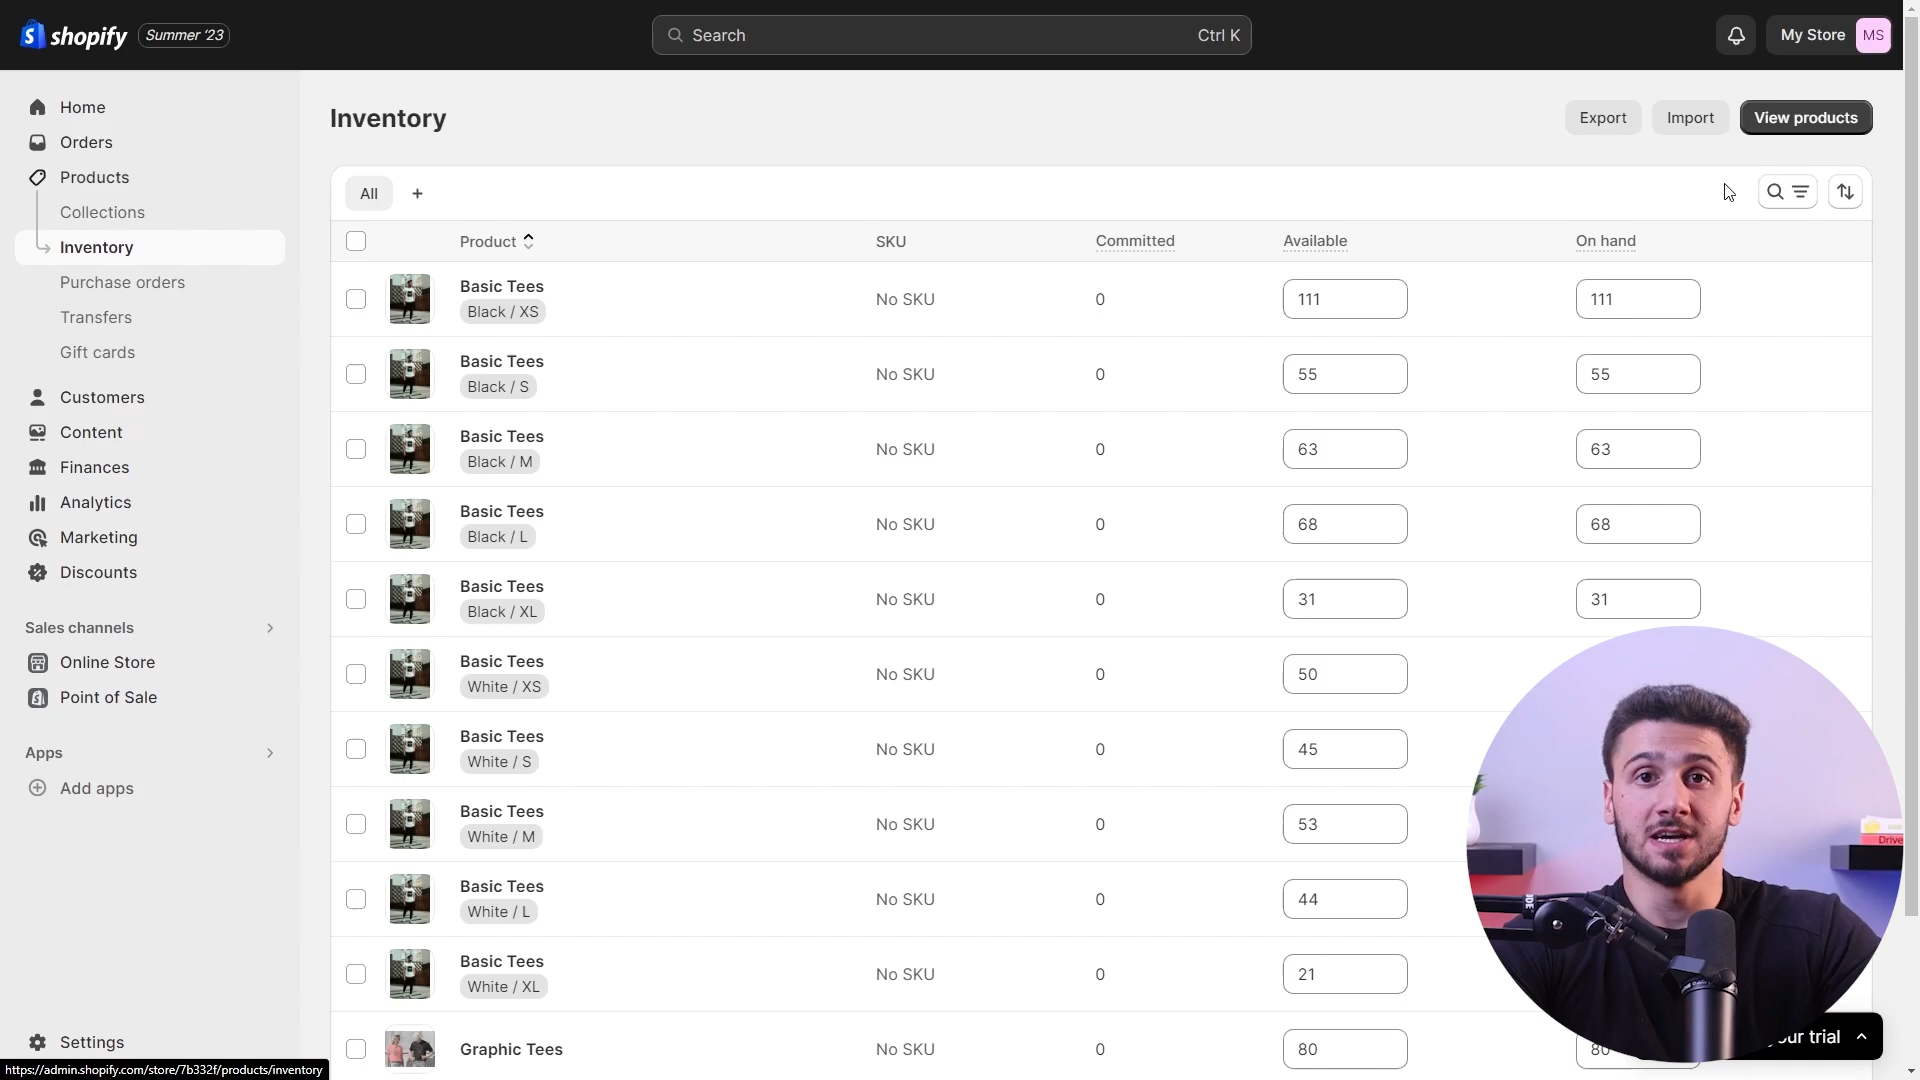 shopify Summer '23
Search Ctrl K
My Store MS
Home
Orders
Products
Collections
Inventory
Purchase orders
Transfers
Gift cards
Customers
Content
Finances
Analytics
Marketing
Discounts
Sales channels
Online Store
Point of Sale
Apps
Add apps
Settings
https://admin.shopify.com/store/7b332f/products/inventory
Inventory
Export Import View products
All +
Product SKU Committed Available On hand
Basic Tees
Black / XS
No SKU 0 111 111
Basic Tees
Black / S
No SKU 0 55 55
Basic Tees
Black / M
No SKU 0 63 63
Basic Tees
Black / L
No SKU 0 68 68
Basic Tees
Black / XL
No SKU 0 31 31
Basic Tees
White / XS
No SKU 0 50
Basic Tees
White / S
No SKU 0 45
Basic Tees
White / M
No SKU 0 53
Basic Tees
White / L
No SKU 0 44
Basic Tees
White / XL
No SKU 0 21
Graphic Tees No SKU 0 80 80
Drive
trial